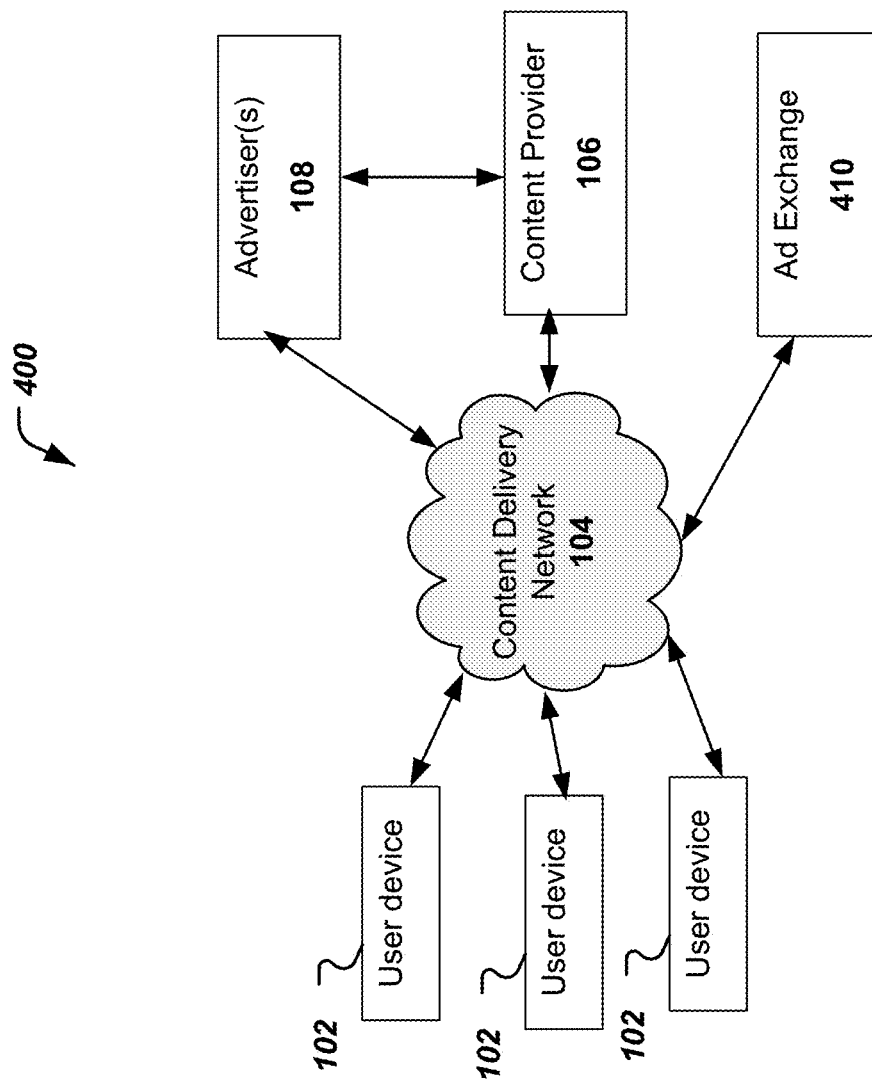 400
Advertiser(s)
108
Content Provider
106
Ad Exchange
410
Content Delivery
Network
104
User device
102
User device
102
User device
102